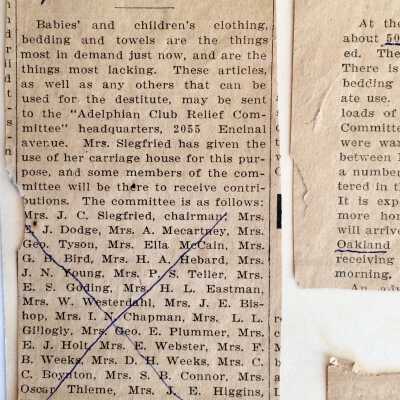 Babies' and children's clothing,
bedding and towels are the things
most in demand just now, and are the
things most lacking. These articles,
as well as any others that can be
used for the destitute, may be sent
to the "Adelphian Club Relief Com-
mittee" headquarters, 2055 Encinal
avenue. Mrs. Siegfried has given the
use of her carriage house for this pur-
pose, and some members of the com-
mittee will be there to receive contri-
butions. The committee is as follows:
Mrs. J. C. Siegfried, chairman, Mrs.
J. Dodge, Mrs. A. Mecartney, Mrs.
Geo. Tyson, Mrs. Ella McCain, Mrs.
G. H. Bird, Mrs. H. A. Hebard, Mrs.
J. N. Young, Mrs. P. S. Teller, Mrs.
E. S. Goding, Mrs. H. L. Eastman,
Mrs. W. Westerdahl, Mrs. J. E. Bis-
hop, Mrs. I. N. Chapman, Mrs. L. L.
Gillogly, Mrs. Geo. E. Plummer, Mrs.
E. J. Holt, Mrs. E. Webster, Mrs. F.
B. Weeks, Mrs. D. H. Weeks, Mrs. C.
C. Boynton, Mrs. S. B. Connor, Mrs.
Oscar Thieme, Mrs. J. E. Higgins,
At the
about 50
ed. The
There is
bedding
ate use.
loads of
Committe
were wa
between
a numbe
tered in t
It is exp
more ho
will arrive
Oakland
receiving
morning.
An adv